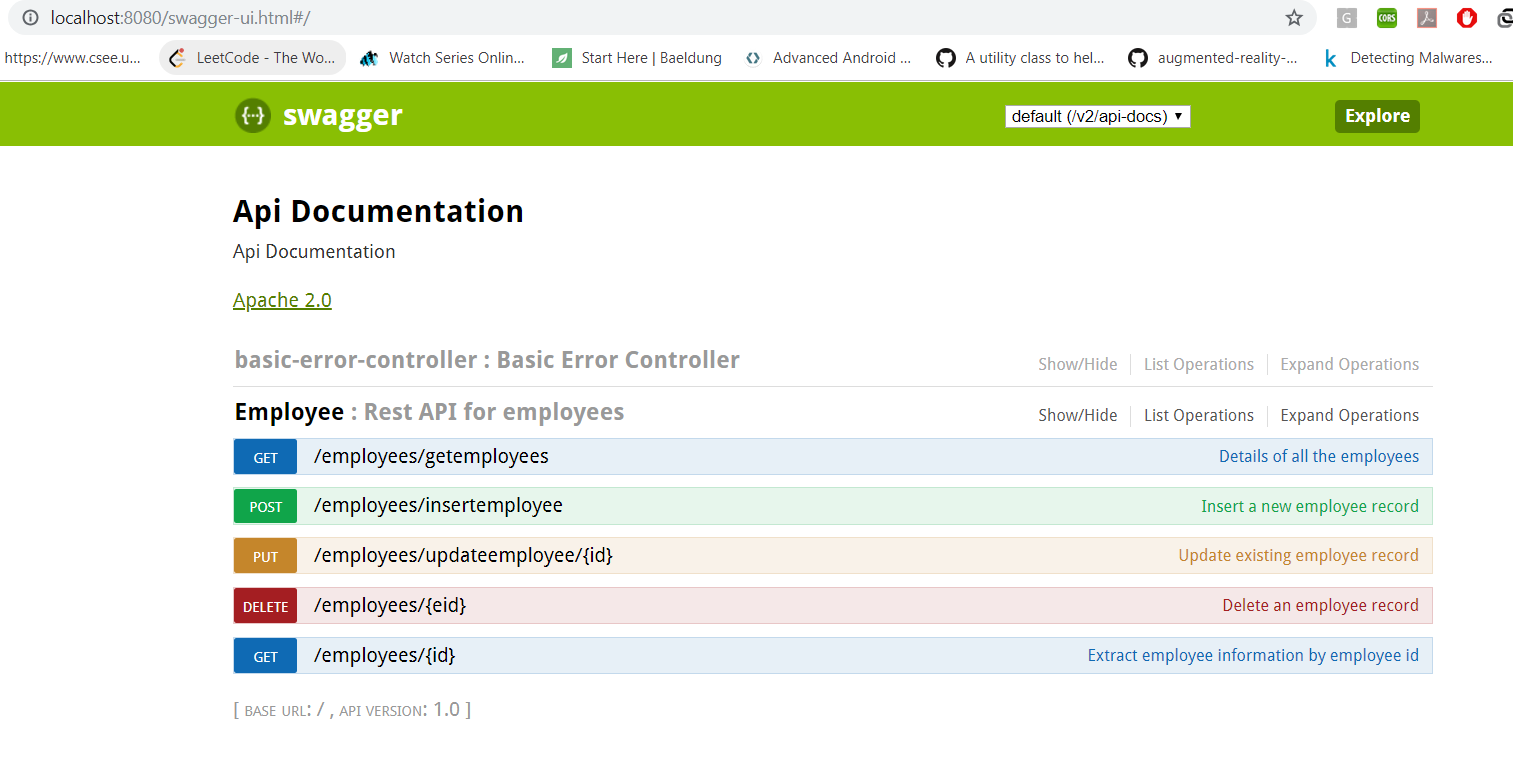 localhost:8080/swagger-ui.html#/
G CORS
https://www.csee.u... LeetCode - The Wo... Watch Series Onlin... Start Here | Baeldung Advanced Android ... A utility class to hel... augmented-reality-... k Detecting Malwares...
{···} swagger default (/v2/api-docs) ▼ Explore
Api Documentation
Api Documentation
Apache 2.0
basic-error-controller : Basic Error Controller Show/Hide List Operations Expand Operations
Employee : Rest API for employees Show/Hide List Operations Expand Operations
GET /employees/getemployees Details of all the employees
POST /employees/insertemployee Insert a new employee record
PUT /employees/updateemployee/{id} Update existing employee record
DELETE /employees/{eid} Delete an employee record
GET /employees/{id} Extract employee information by employee id
[ BASE URL: / , API VERSION: 1.0 ]